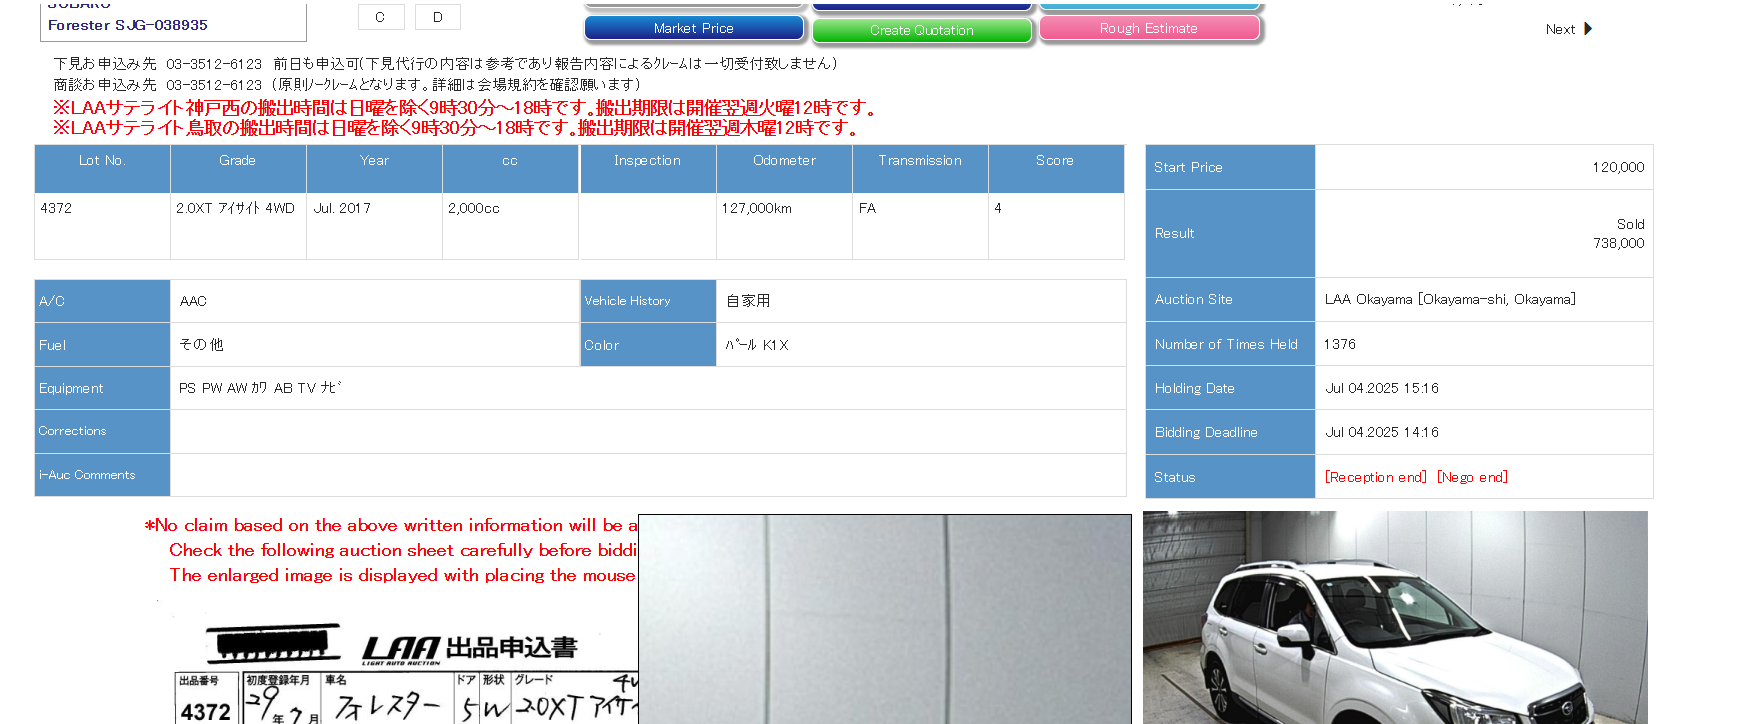 SUBARU
Forester SJG-038935
C
D
Market Price
Create Quotation
Rough Estimate
Next
下見お申込み先 03-3512-6123 前日も申込可(下見代行の内容は参考であり報告内容によるクレームは一切受付致しません)
商談お申込み先 03-3512-6123 (原則ノークレームとなります。詳細は会場規約を確認願います)
※LAAサテライト神戸西の搬出時間は日曜を除く9時30分～18時です。搬出期限は開催翌週火曜12時です。
※LAAサテライト鳥取の搬出時間は日曜を除く9時30分～18時です。搬出期限は開催翌週木曜12時です。
Lot No. Grade Year cc Inspection Odometer Transmission Score
4372 2.0XT アイサイト 4WD Jul. 2017 2,000cc 127,000km FA 4
Start Price 120,000
Result Sold
738,000
Auction Site LAA Okayama [Okayama-shi, Okayama]
Number of Times Held 1376
Holding Date Jul 04.2025 15:16
Bidding Deadline Jul 04.2025 14:16
Status [Reception end] [Nego end]
A/C AAC Vehicle History 自家用
Fuel その他 Color パール K1X
Equipment PS PW AW カワ AB TV ナビ
Corrections
i-Auc Comments
*No claim based on the above written information will be a
Check the following auction sheet carefully before biddi
The enlarged image is displayed with placing the mouse
LAA 出品申込書
LIGHT AUTO AUCTION
出品番号 初度登録年月 車名 ドア 形状 グレード
4372 29年7月 フォレスター 5 W 2.0XT アイサイ